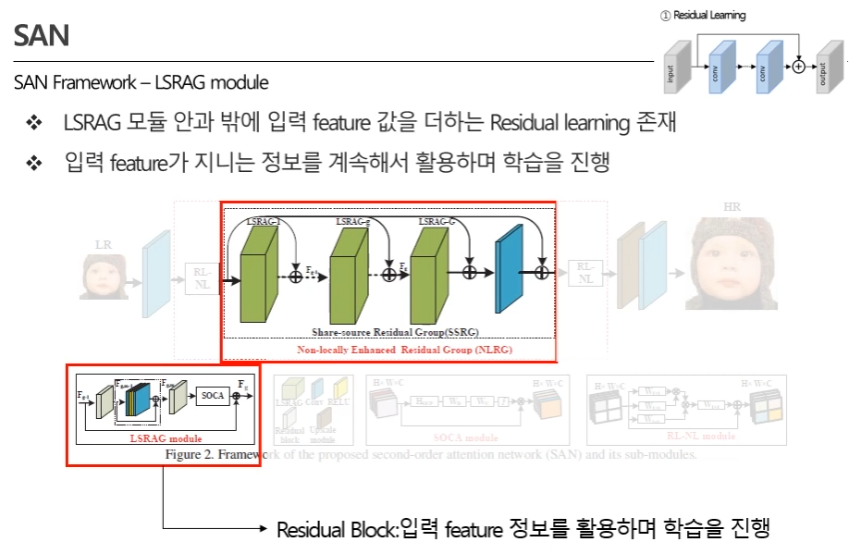 ① Residual Learning
SAN
input
conv
conv
output
SAN Framework – LSRAG module
❖ LSRAG 모듈 안과 밖에 입력 feature 값을 더하는 Residual learning 존재
❖ 입력 feature가 지니는 정보를 계속해서 활용하며 학습을 진행
HR
LR
LSRAG-1
LSRAG-g
LSRAG-G
RL-NL
RL-NL
Share-source Residual Group(SSRG)
Non-locally Enhanced Residual Group (NLRG)
SOCA
LSRAG module
LSRAG Conv RELU
Residual block
Upscale module
H×W×C
H×W×C
SOCA module
H×W×C
H×W×C
RL-NL module
Figure 2. Framework of the proposed second-order attention network (SAN) and its sub-modules.
Residual Block:입력 feature 정보를 활용하며 학습을 진행